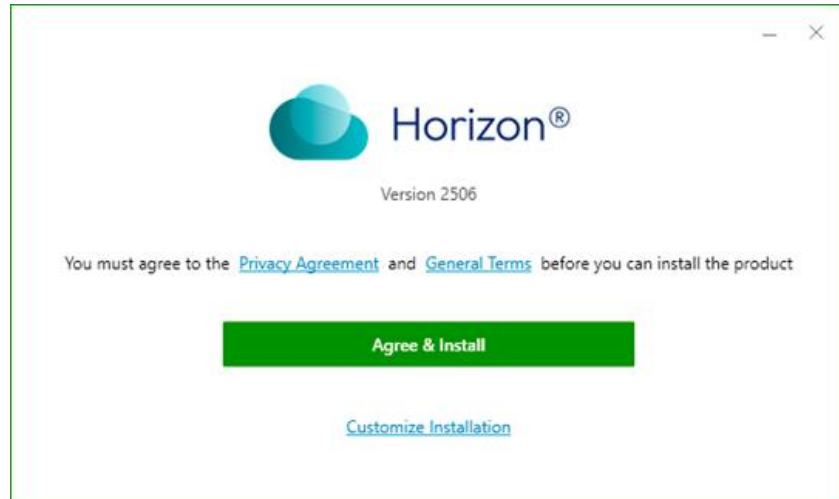 Horizon®
Version 2506
You must agree to the Privacy Agreement and General Terms before you can install the product
Agree & Install
Customize Installation